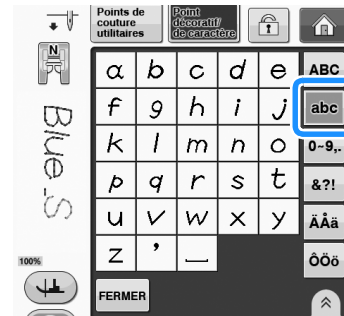 Points de couture utilitaires
Point décoratif/ de caractère
N
Blue_S
100%
a b c d e
f g h i j
k l m n o
p q r s t
u v w x y
z ’ _
ABC
abc
0~9,.
&?!
ÄÅä
ÔÖö
FERMER